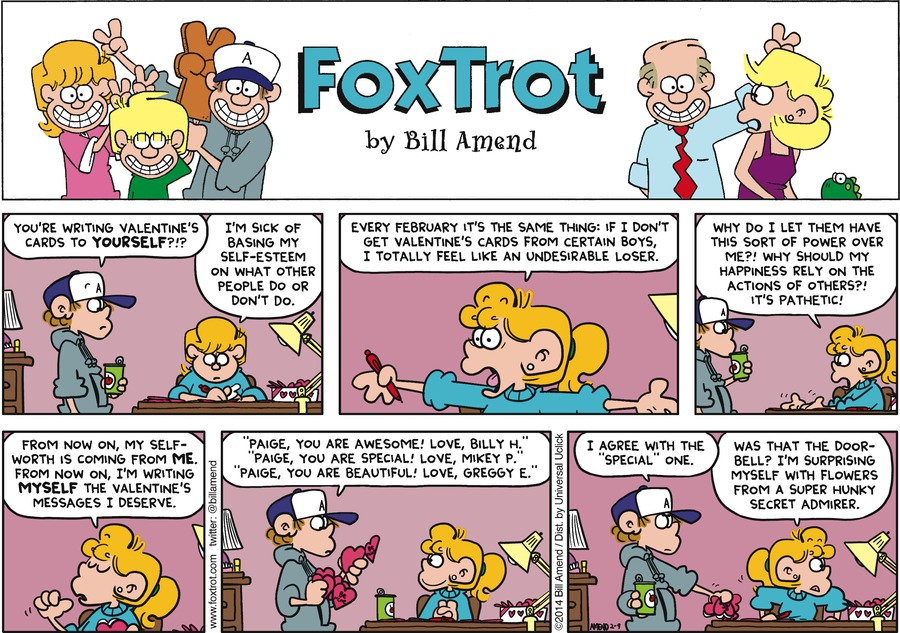 A
FoxTrot
by Bill Amend
YOU'RE WRITING VALENTINE'S
CARDS TO YOURSELF?!?
I'M SICK OF
BASING MY
SELF-ESTEEM
ON WHAT OTHER
PEOPLE DO OR
DON'T DO.
A
EVERY FEBRUARY IT'S THE SAME THING: IF I DON'T
GET VALENTINE'S CARDS FROM CERTAIN BOYS,
I TOTALLY FEEL LIKE AN UNDESIRABLE LOSER.
WHY DO I LET THEM HAVE
THIS SORT OF POWER OVER
ME?! WHY SHOULD MY
HAPPINESS RELY ON THE
ACTIONS OF OTHERS?!
IT'S PATHETIC!
A
FROM NOW ON, MY SELF-
WORTH IS COMING FROM ME.
FROM NOW ON, I'M WRITING
MYSELF THE VALENTINE'S
MESSAGES I DESERVE.
www.foxtrot.com twitter: @billamend
"PAIGE, YOU ARE AWESOME! LOVE, BILLY H."
"PAIGE, YOU ARE SPECIAL! LOVE, MIKEY P."
"PAIGE, YOU ARE BEAUTIFUL! LOVE, GREGGY E."
A
©2014 Bill Amend / Dist. by Universal Uclick
I AGREE WITH THE
"SPECIAL" ONE.
WAS THAT THE DOOR-
BELL? I'M SURPRISING
MYSELF WITH FLOWERS
FROM A SUPER HUNKY
SECRET ADMIRER.
A
AMEND 2-9